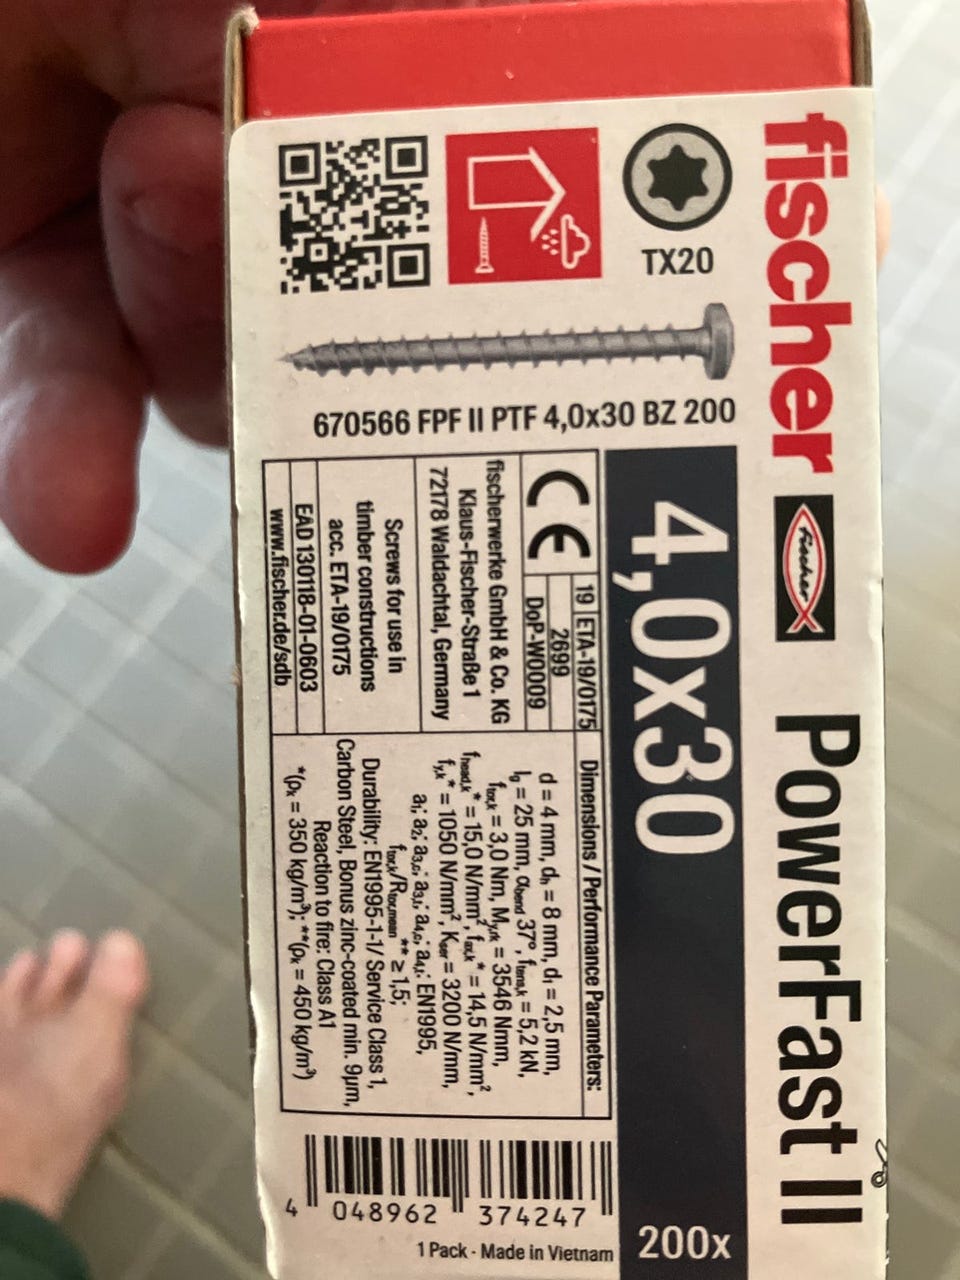 fischer fischer PowerFast II
TX20
670566 FPF II PTF 4,0x30 BZ 200
4,0x30
200x
CE
19
ETA-19/0175
2699
DoP-W0009
fischerwerke GmbH & Co. KG
Klaus-Fischer-Straße 1
72178 Waldachtal, Germany
Screws for use in
timber constructions
acc. ETA-19/0175
EAD 130118-01-0603
www.fischer.de/sdb
Dimensions / Performance Parameters:
d = 4 mm, dh = 8 mm, d1 = 2,5 mm,
lg = 25 mm, αbend 37°, ftens,k = 5,2 kN,
ftor,k = 3,0 Nm, My,rk = 3546 Nmm,
fhead,k* = 15,0 N/mm², fax,k* = 14,5 N/mm²,
fy,k* = 1050 N/mm², Kser = 3200 N/mm,
a1; a2; a3,c; a3,t; a4,c; a4,t: EN1995,
ftor,k/Rtor,mean** ≥ 1,5;
Durability: EN1995-1-1/ Service Class 1,
Carbon Steel, Bonus zinc-coated min. 9µm,
Reaction to fire: Class A1
*(ρk = 350 kg/m³); **(ρk = 450 kg/m³)
4 048962 374247
1 Pack - Made in Vietnam